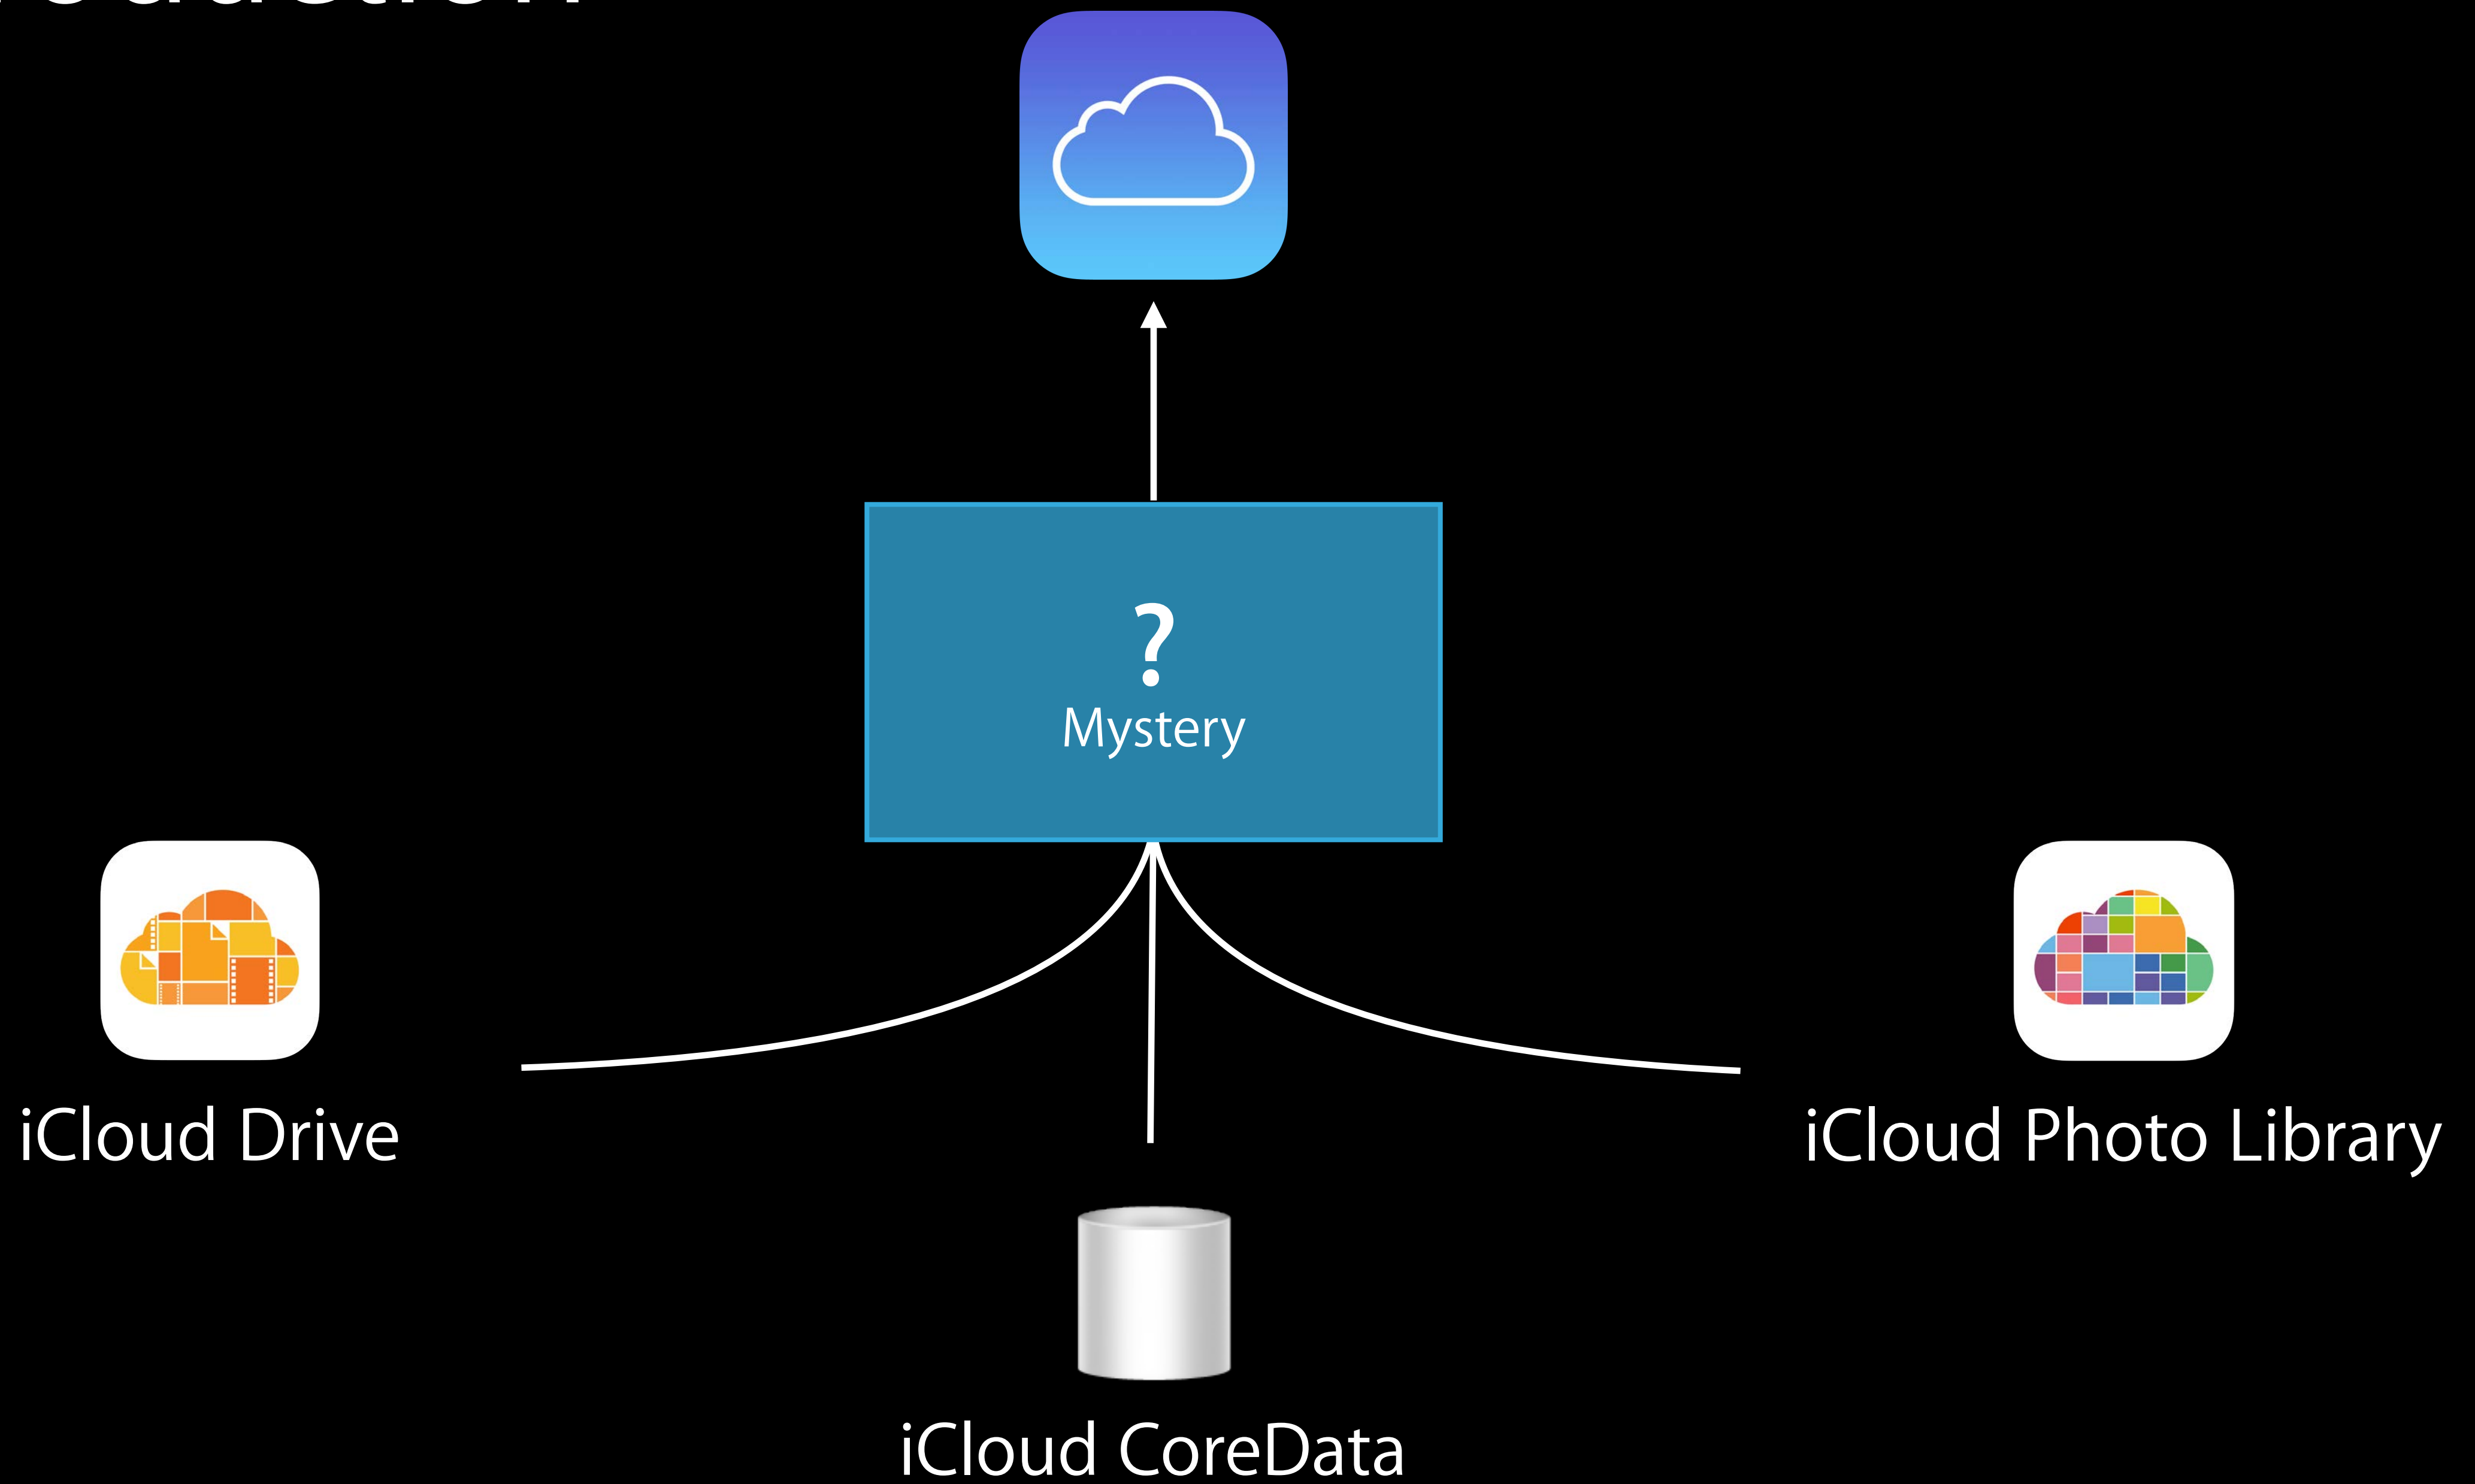 ?
Mystery
iCloud Drive
iCloud Photo Library
iCloud CoreData